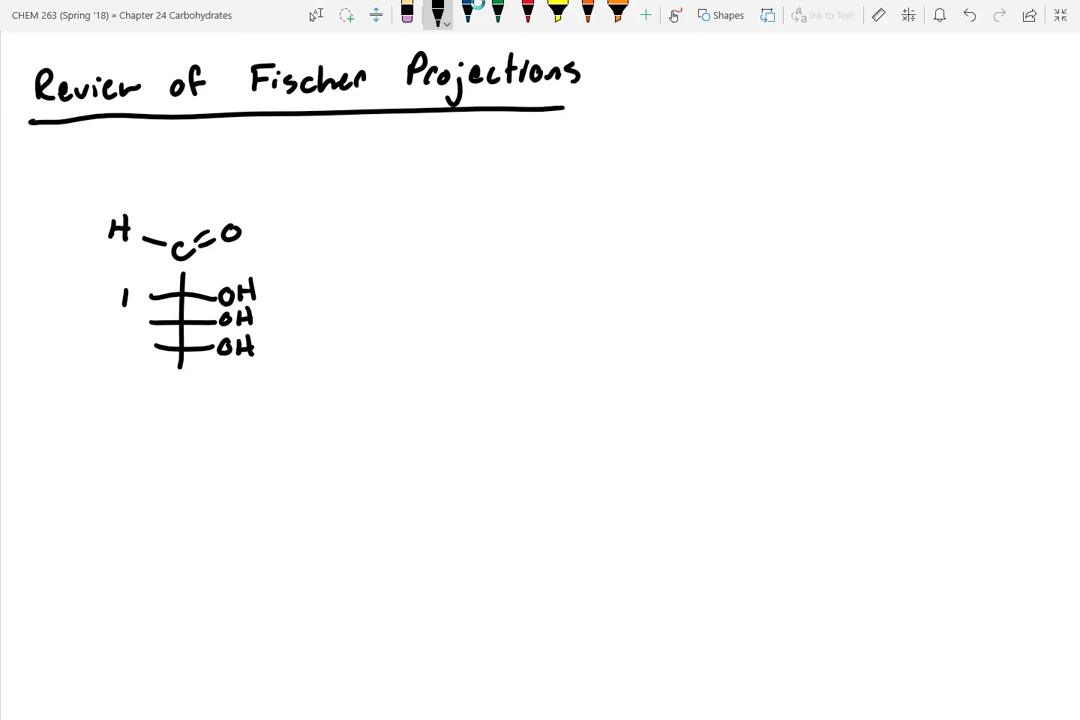 CHEM 263 (Spring '18) » Chapter 24 Carbohydrates
Shapes
Ink to Text
Review of Fischer Projections
H-C=O
I OH
OH
OH